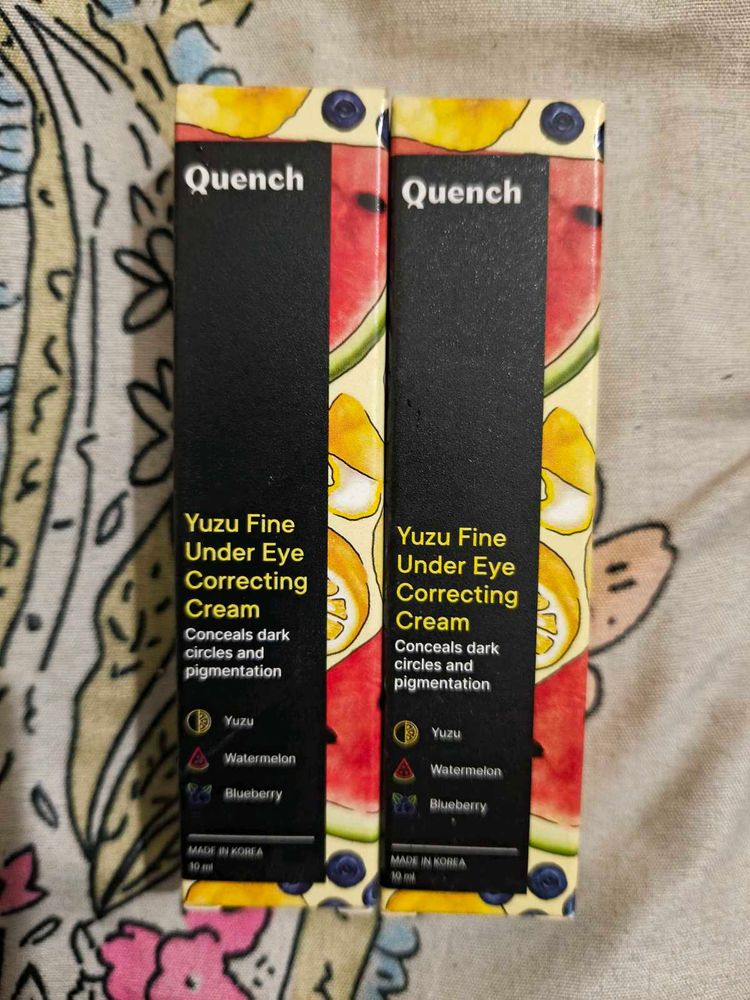 Quench
Yuzu Fine
Under Eye
Correcting
Cream
Conceals dark
circles and
pigmentation
Yuzu
Watermelon
Blueberry
MADE IN KOREA
10 ml
Quench
Yuzu Fine
Under Eye
Correcting
Cream
Conceals dark
circles and
pigmentation
Yuzu
Watermelon
Blueberry
MADE IN KOREA
10 ml